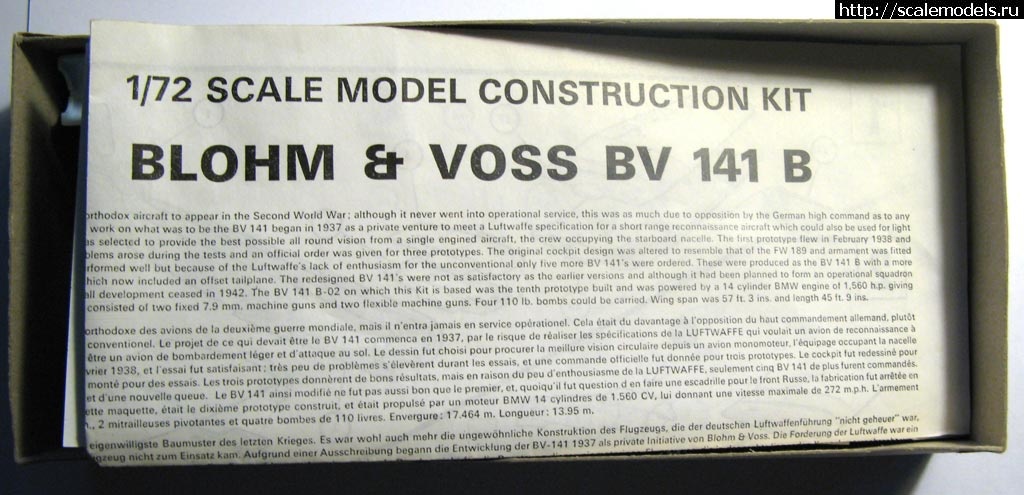 http://scalemodels.ru
1/72 SCALE MODEL CONSTRUCTION KIT
BLOHM & VOSS BV 141 B
orthodox aircraft to appear in the Second World War; although it never went into operational service, this was as much due to opposition by the German high command as to any
work on what was to be the BV 141 began in 1937 as a private venture to meet a Luftwaffe specification for a short range reconnaissance aircraft which could also be used for light
as selected to provide the best possible all round vision from a single engined aircraft, the crew occupying the starboard nacelle. The first prototype flew in February 1938 and
blems arose during the tests and an official order was given for three prototypes. The original cockpit design was altered to resemble that of the FW 189 and armament was fitted
rformed well but because of the Luftwaffe's lack of enthusiasm for the unconventional only five more BV 141's were ordered. These were produced as the BV 141 B with a more
hich now included an offset tailplane. The redesigned BV 141's were not as satisfactory as the earlier versions and although it had been planned to form an operational squadron
all development ceased in 1942. The BV 141 B-02 on which this Kit is based was the tenth prototype built and was powered by a 14 cylinder BMW engine of 1,560 h.p. giving
consisted of two fixed 7.9 mm. machine guns and two flexible machine guns. Four 110 lb. bombs could be carried. Wing span was 57 ft. 3 ins. and length 45 ft. 9 ins.
orthodoxe des avions de la deuxième guerre mondiale, mais il n'entra jamais en service opérationel. Cela était du davantage à l'opposition du haut commandement allemand, plutôt
conventionel. Le projet de ce qui devait être le BV 141 commenca en 1937, par le risque de réaliser les spécifications de la LUFTWAFFE qui voulait un avion de reconnaissance à
être un avion de bombardement léger et d'attaque au sol. Le dessin fut choisi pour procurer la meillure vision circulaire depuis un avion monomoteur, l'équipage occupant la nacelle
vrier 1938, et l'essai fut satisfaisant; très peu de problèmes s'elevèrent durant les essais, et une commande officielle fut donnée pour trois prototypes. Le cockpit fut redessiné pour
monté pour des essais. Les trois prototypes donnèrent de bons résultats, mais en raison du peu d'enthousasme de la LUFTWAFFE, seulement cinq BV 141 de plus furent commandés.
et d'une nouvelle queue. Le BV 141 ainsi modifié ne fut pas aussi bon que le premier, et, quoiqu'il fut question d en faire une escadrille pour le front Russe, la fabrication fut arrêtée en
ette maquette, était le dixième prototype construit, et était propulsé par un moteur BMW 14 cylindres de 1.560 CV, lui donnant une vitesse maximale de 272 m.p.h. L'armement
., 2 mitrailleuses pivotantes et quatre bombes de 110 livres. Envergure: 17.464 m. Longueur: 13.95 m.
eigenwilligste Baumuster des letzten Krieges. Es war wohl auch mehr die ungewöhnliche Konstruktion des Flugzeugs, die der deutschen Luftwaffenführung "nicht geheuer" war,
gzeug nicht zum Einsatz kam. Aufgrund einer Ausschreibung begann die Entwicklung der BV-141 1937 als private Initiative von Blohm & Voss. Die Forderung der Luftwaffe war ein